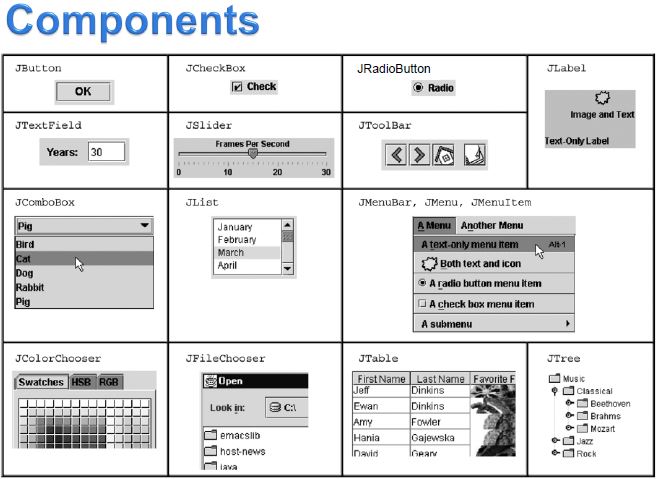 Components
JButton
OK
JCheckBox
Check
JRadioButton
Radio
JLabel
Image and Text
Text-Only Label
JTextField
Years: 30
JSlider
Frames Per Second
0 10 20 30
JToolBar
JComboBox
Pig
Bird
Cat
Dog
Rabbit
Pig
JList
January
February
March
April
JMenuBar, JMenu, JMenuItem
A Menu Another Menu
A text-only menu item Alt-1
Both text and icon
A radio button menu item
A check box menu item
A submenu
JColorChooser
Swatches HSB RGB
JFileChooser
Open
Look in: C:\
emacslib
host-news
java
JTable
First Name Last Name Favorite F
Jeff Dinkins
Ewan Dinkins
Amy Fowler
Hania Gajewska
David Geary
JTree
Music
Classical
Beethoven
Brahms
Mozart
Jazz
Rock